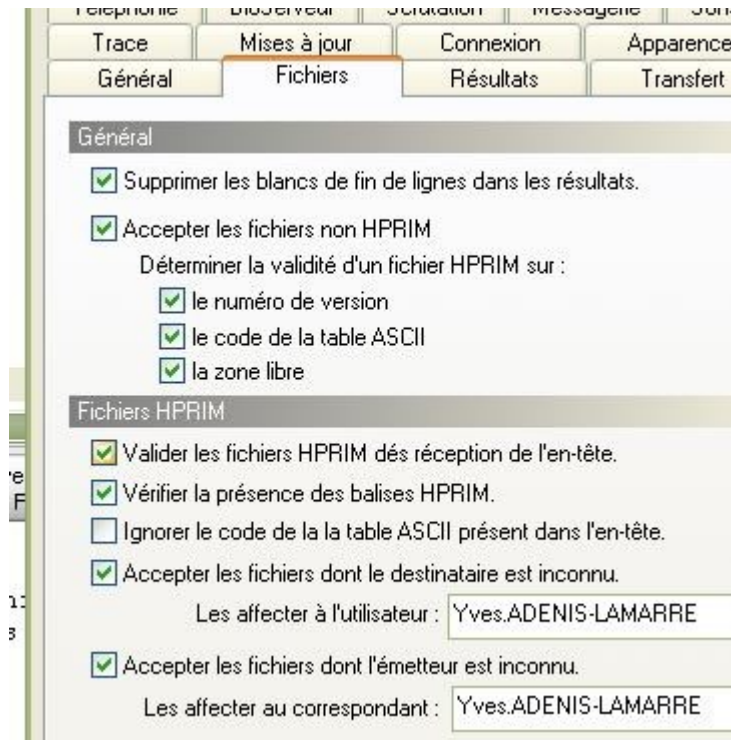 Téléphonie BioServeur Scrutation Messagerie
Trace Mises à jour Connexion Apparence
Général Fichiers Résultats Transfert
Général
Supprimer les blancs de fin de lignes dans les résultats.
Accepter les fichiers non HPRIM
Déterminer la validité d'un fichier HPRIM sur :
le numéro de version
le code de la table ASCII
la zone libre
Fichiers HPRIM
Valider les fichiers HPRIM dés réception de l'en-tête.
Vérifier la présence des balises HPRIM.
Ignorer le code de la la table ASCII présent dans l'en-tête.
Accepter les fichiers dont le destinataire est inconnu.
Les affecter à l'utilisateur : Yves.ADENIS-LAMARRE
Accepter les fichiers dont l'émetteur est inconnu.
Les affecter au correspondant : Yves.ADENIS-LAMARRE